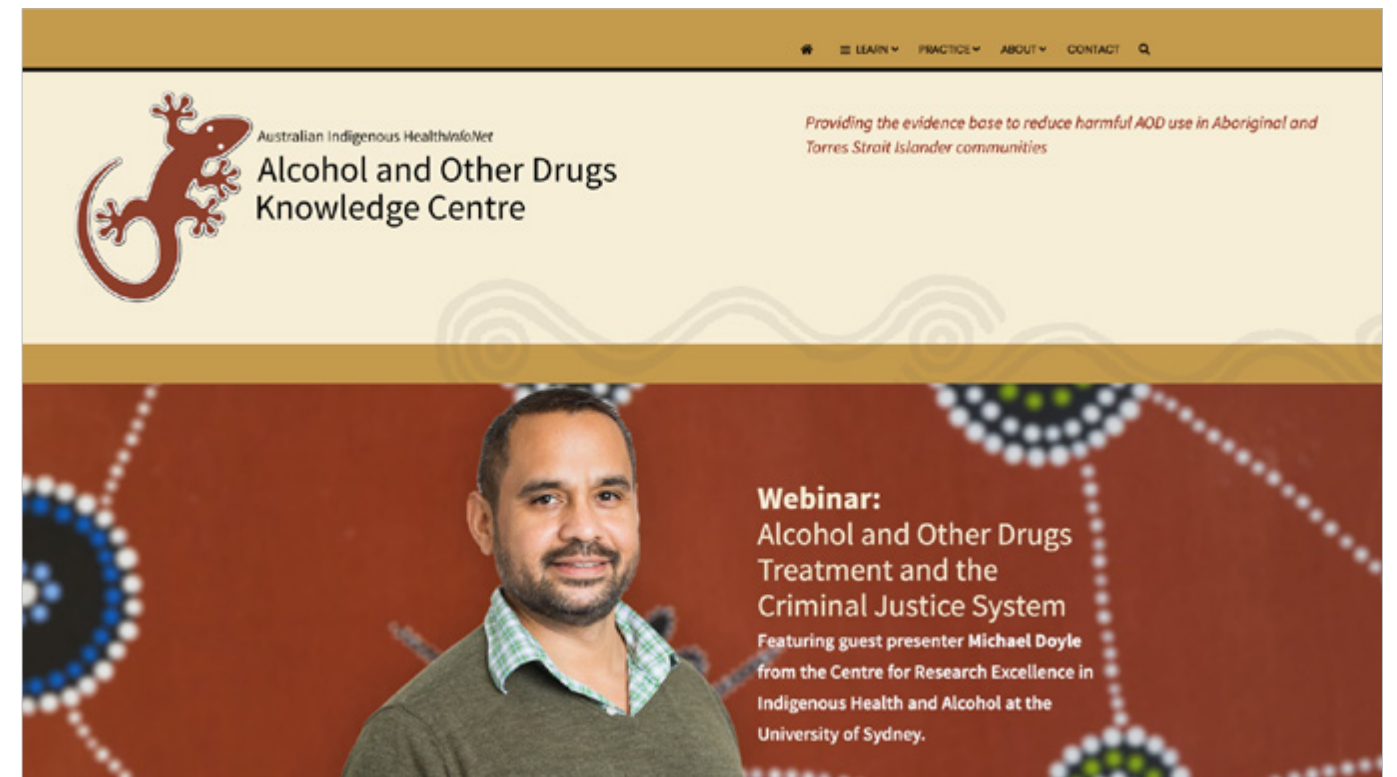 LEARN PRACTICE ABOUT CONTACT
Australian Indigenous HealthInfoNet
Alcohol and Other Drugs
Knowledge Centre
Providing the evidence base to reduce harmful AOD use in Aboriginal and
Torres Strait Islander communities
Webinar:
Alcohol and Other Drugs
Treatment and the
Criminal Justice System
Featuring guest presenter Michael Doyle
from the Centre for Research Excellence in
Indigenous Health and Alcohol at the
University of Sydney.